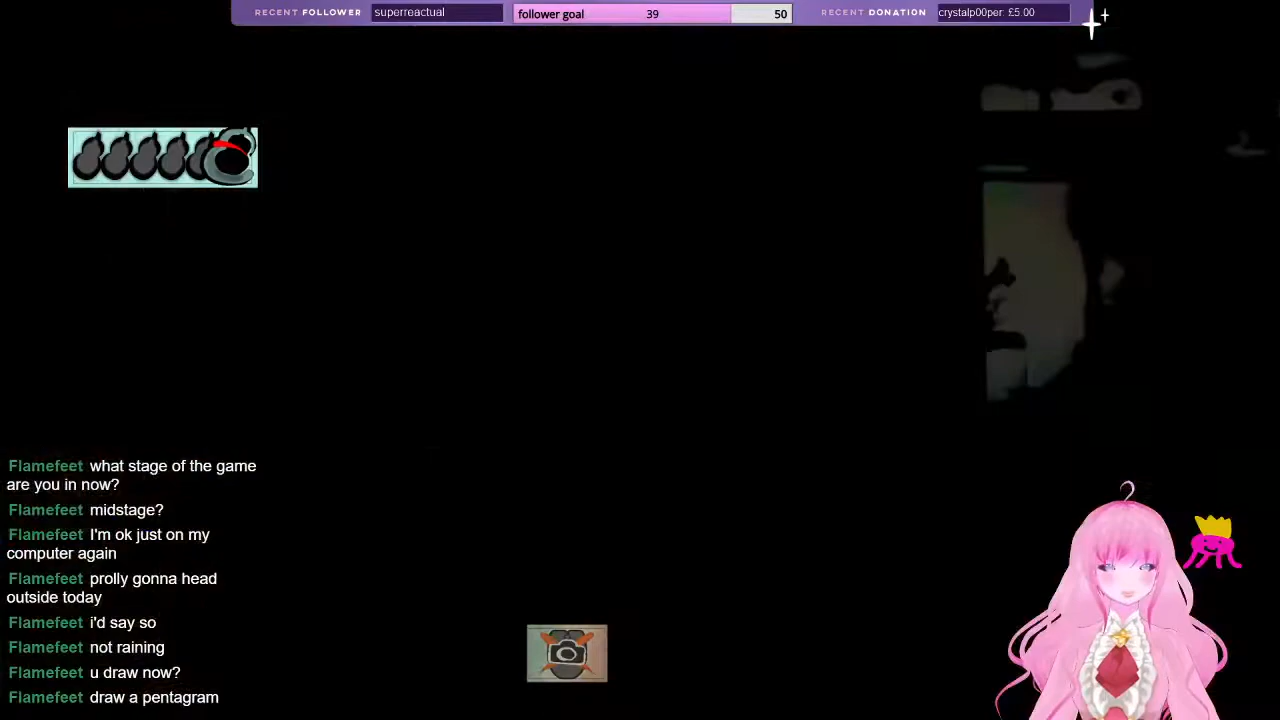 RECENT FOLLOWER superreactual follower goal 39 50 RECENT DONATION crystalp00per: £5.00
Flamefeet what stage of the game
are you in now?
Flamefeet midstage?
Flamefeet I'm ok just on my
computer again
Flamefeet prolly gonna head
outside today
Flamefeet i'd say so
Flamefeet not raining
Flamefeet u draw now?
Flamefeet draw a pentagram